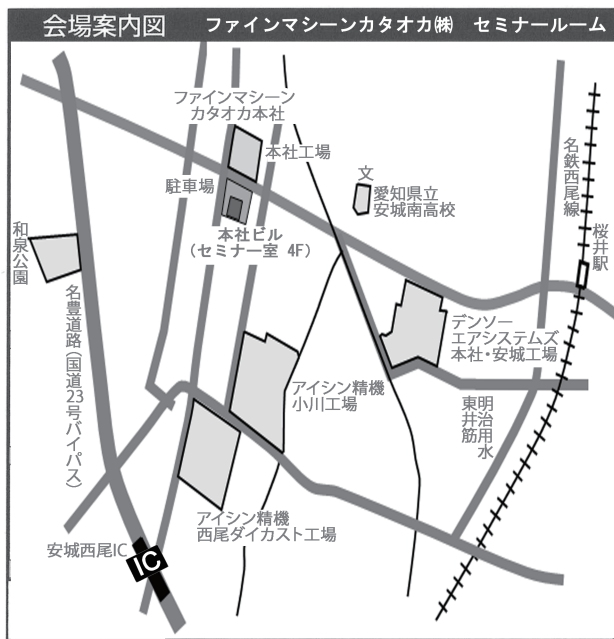 会場案内図 ファインマシーンカタオカ㈱ セミナールーム
ファインマシーン
カタオカ本社
本社工場
駐車場
本社ビル
（セミナー室 4F）
文
愛知県立
安城南高校
名鉄西尾線
桜井駅
和泉公園
名豊道路（国道23号バイパス）
デンソー
エアシステムズ
本社・安城工場
アイシン精機
小川工場
明治用水
東井筋
アイシン精機
西尾ダイカスト工場
安城西尾IC
IC